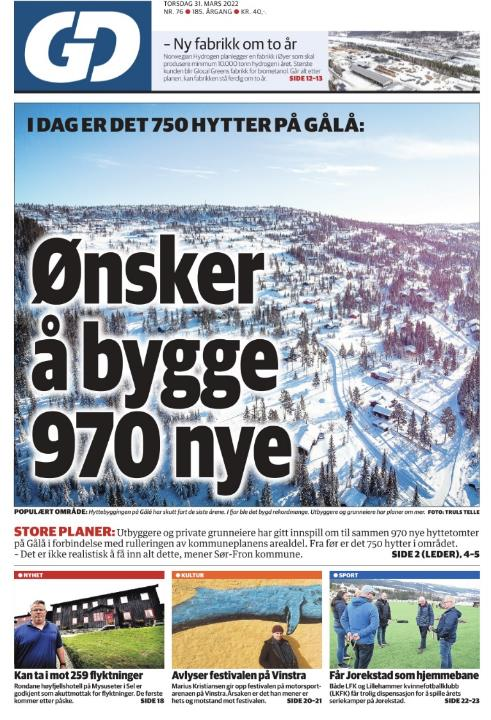 GD
TORSDAG 31. MARS 2022
NR. 76 ● 185. ÅRGANG ● KR. 40,-.
– Ny fabrikk om to år
Norwegian Hydrogen planlegger en fabrikk i Øyer som skal
produsere minimum 10.000 tonn hydrogen i året. Største
kunden blir Glocal Greens fabrikk for biometanol. Går alt etter
planen, kan fabrikken stå ferdig om to år.
SIDE 12–13
I DAG ER DET 750 HYTTER PÅ GÅLÅ:
Ønsker
å bygge
970 nye
POPULÆRT OMRÅDE: Hyttebyggingen på Gålå har skutt fart de siste årene. I fjor ble det bygd rekordmange. Utbyggere og grunneiere har planer om mer. FOTO: TRULS TELLE
STORE PLANER: Utbyggere og private grunneiere har gitt innspill om til sammen 970 nye hyttetomter
på Gålå i forbindelse med rulleringen av kommuneplanens arealdel. Fra før er det 750 hytter i området.
– Det er ikke realistisk å få inn alt dette, mener Sør-Fron kommune.
SIDE 2 (LEDER), 4–5
● NYHET
Kan ta i mot 259 flyktninger
Rondane høyfjellshotell på Mysusæter i Sel er
godkjent som akuttmottak for flyktninger. De første
kommer etter påske.
SIDE 18
● KULTUR
Avlyser festivalen på Vinstra
Marius Kristiansen gir opp festivalen på motorsport-
arenaen på Vinstra. Årsaken er det han mener er
hets og motstand mot festivalen.
SIDE 20–21
● SPORT
Får Jorekstad som hjemmebane
Både LFK og Lillehammer kvinnefotballklubb
(LKFK) får trolig dispensasjon for å spille årets
seriekamper på Jorekstad.
SIDE 22–23